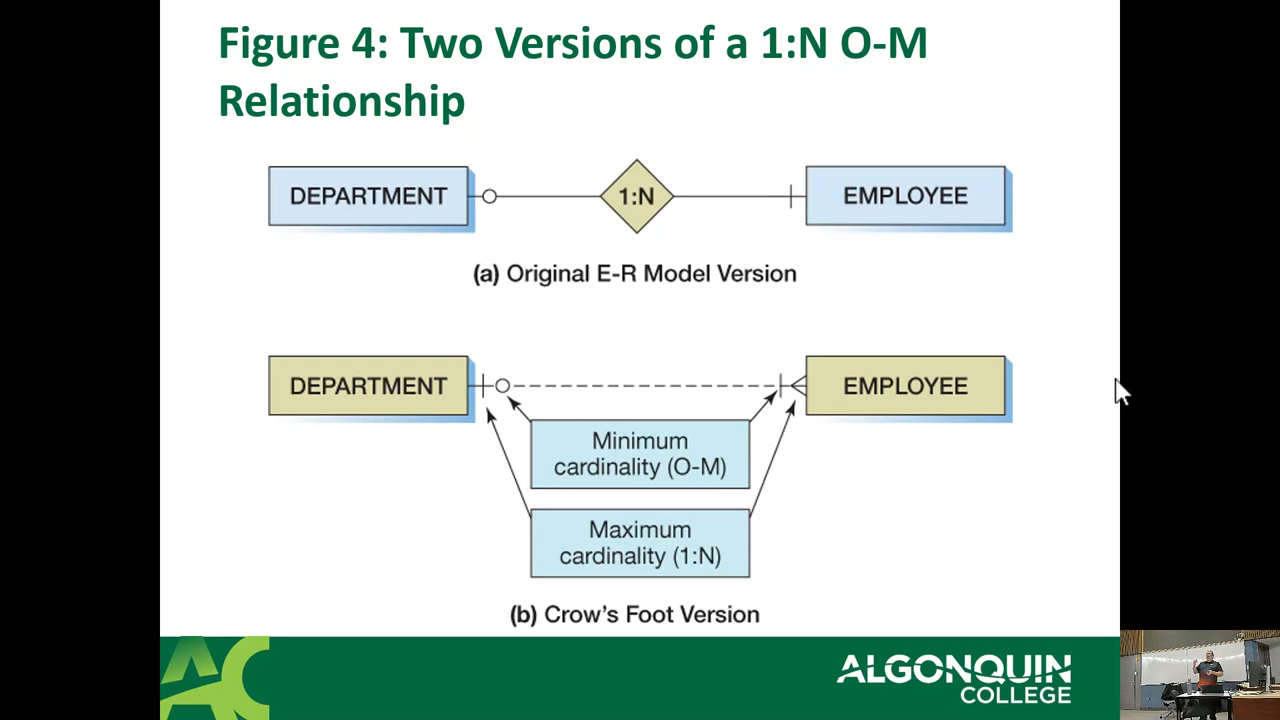 Figure 4: Two Versions of a 1:N O-M
Relationship
DEPARTMENT
1:N
EMPLOYEE
(a) Original E-R Model Version
DEPARTMENT
EMPLOYEE
Minimum
cardinality (O-M)
Maximum
cardinality (1:N)
(b) Crow's Foot Version
AC
ALGONQUIN
COLLEGE